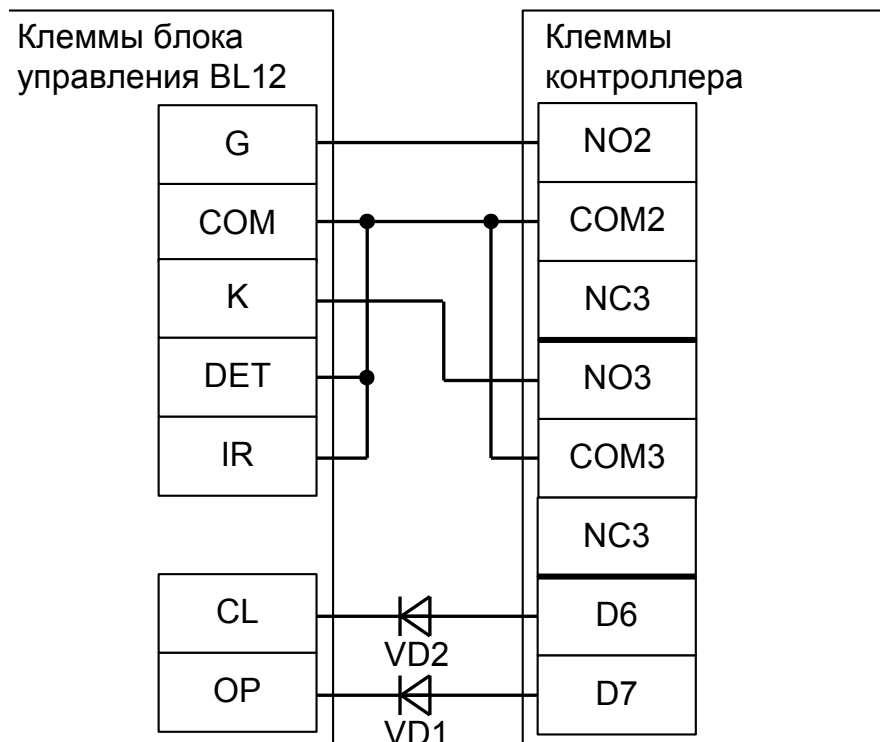 Клеммы блока
управления BL12
Клеммы
контроллера
G
NO2
COM
COM2
K
NC3
DET
NO3
IR
COM3
NC3
CL
VD2
D6
OP
VD1
D7